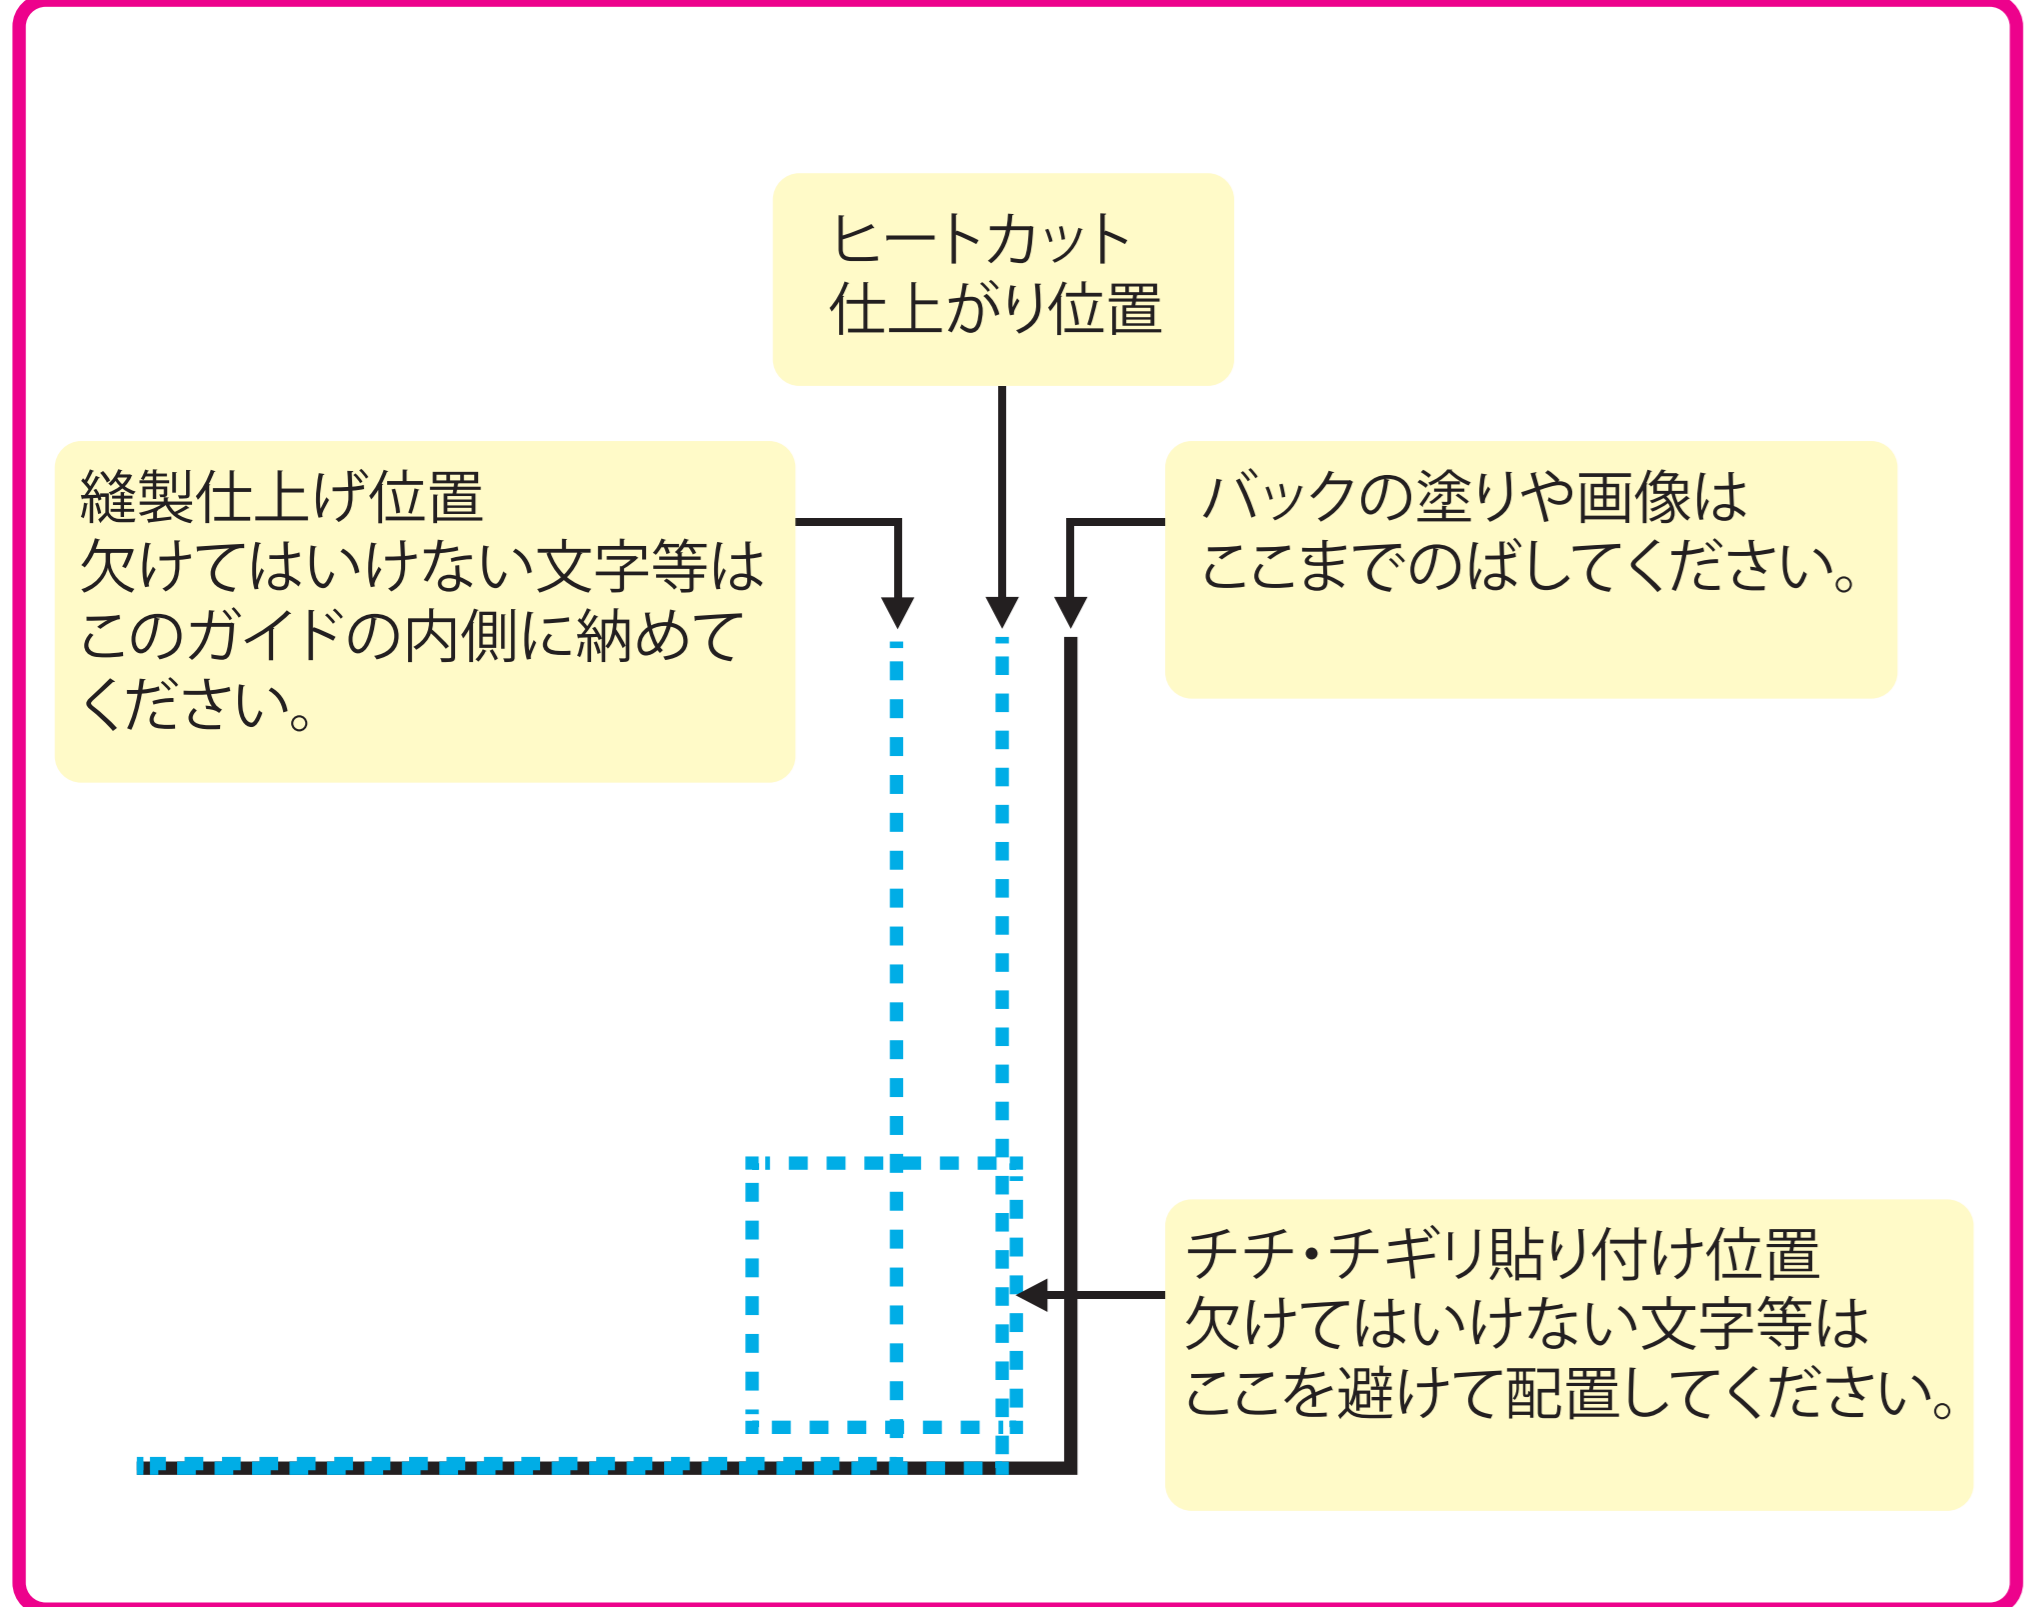 ヒートカット
仕上がり位置
縫製仕上げ位置
欠けてはいけない文字等は
このガイドの内側に納めて
ください。
バックの塗りや画像は
ここまでのばしてください。
チチ・チギリ貼り付け位置
欠けてはいけない文字等は
ここを避けて配置してください。